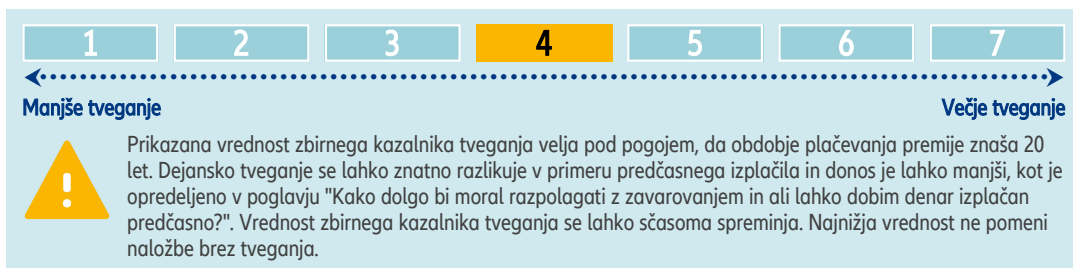 1 2 3 4 5 6 7
Manjše tveganje Večje tveganje
Prikazana vrednost zbirnega kazalnika tveganja velja pod pogojem, da obdobje plačevanja premije znaša 20
let. Dejansko tveganje se lahko znatno razlikuje v primeru predčasnega izplačila in donos je lahko manjši, kot je
opredeljeno v poglavju "Kako dolgo bi moral razpolagati z zavarovanjem in ali lahko dobim denar izplačan
predčasno?". Vrednost zbirnega kazalnika tveganja se lahko sčasoma spreminja. Najnižja vrednost ne pomeni
naložbe brez tveganja.